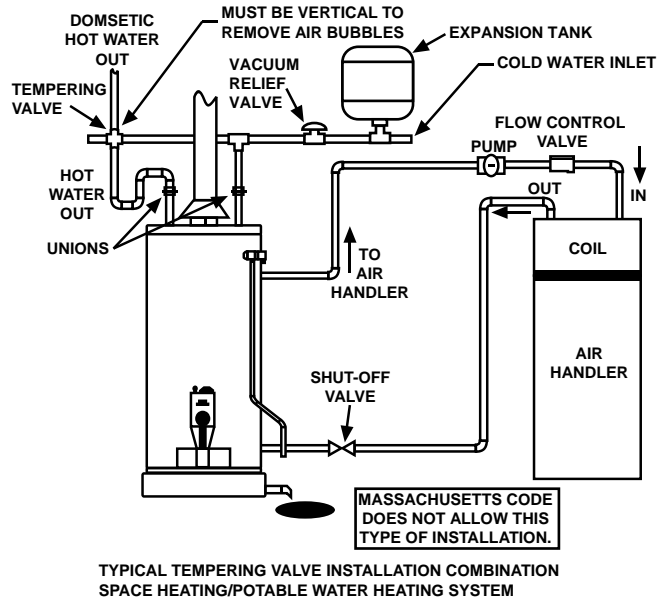 DOMSETIC
HOT WATER
OUT
MUST BE VERTICAL TO
REMOVE AIR BUBBLES
EXPANSION TANK
TEMPERING
VALVE
VACUUM
RELIEF
VALVE
COLD WATER INLET
FLOW CONTROL
VALVE
PUMP
HOT
WATER
OUT
OUT
IN
UNIONS
TO
AIR
HANDLER
COIL
AIR
HANDLER
SHUT-OFF
VALVE
MASSACHUSETTS CODE
DOES NOT ALLOW THIS
TYPE OF INSTALLATION.
TYPICAL TEMPERING VALVE INSTALLATION COMBINATION
SPACE HEATING/POTABLE WATER HEATING SYSTEM